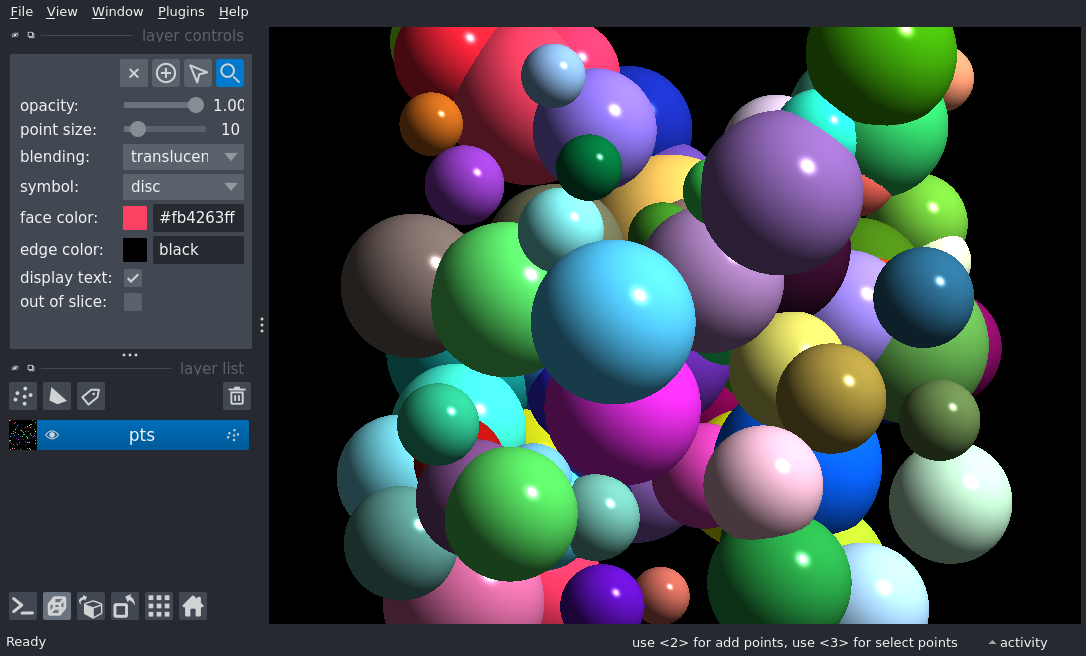 File View Window Plugins Help
layer controls
opacity: 1.00
point size: 10
blending: translucen
symbol: disc
face color: #fb4263ff
edge color: black
display text:
out of slice:
layer list
pts
Ready use <2> for add points, use <3> for select points activity